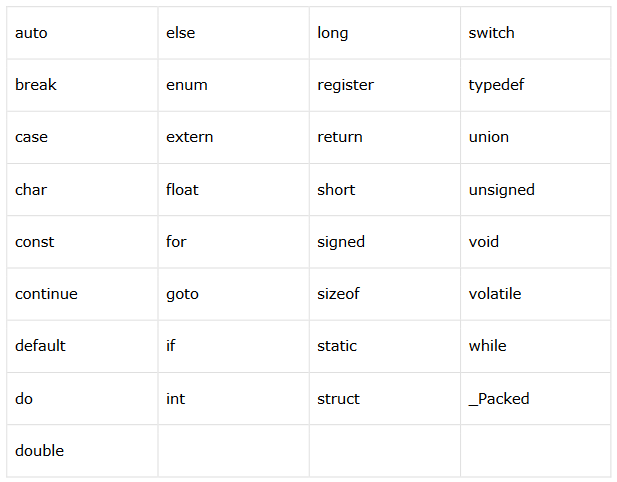 auto else long switch
break enum register typedef
case extern return union
char float short unsigned
const for signed void
continue goto sizeof volatile
default if static while
do int struct _Packed
double